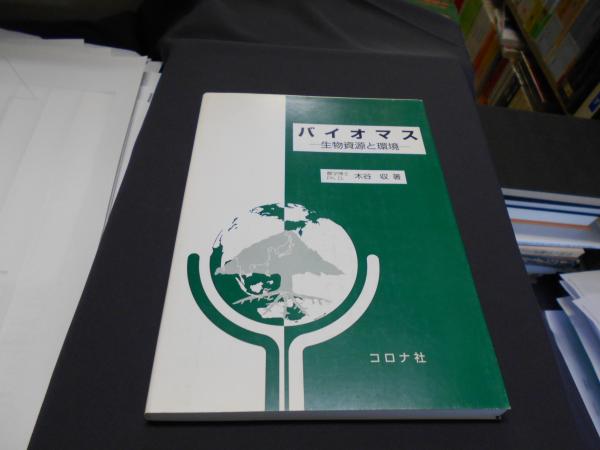 バイオマス
―生物資源と環境―
木谷 収 著
コロナ社